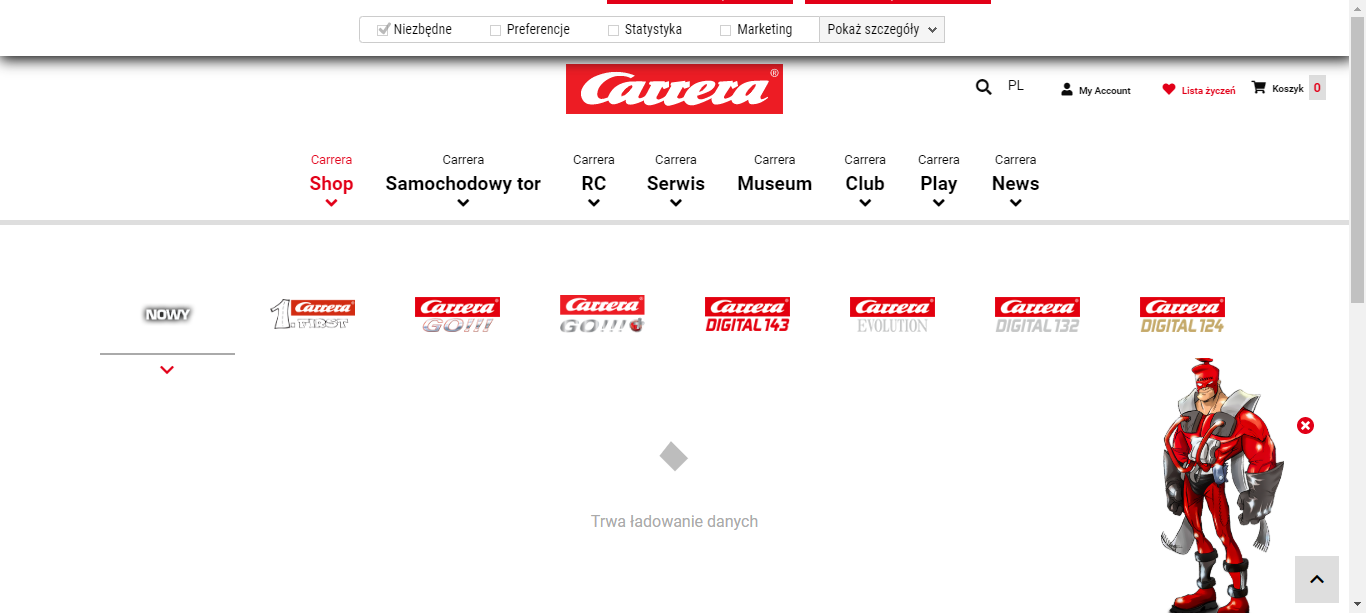 Niezbędne Preferencje Statystyka Marketing Pokaż szczegóły
Carrera®
PL My Account Lista życzeń Koszyk 0
Carrera Carrera Carrera Carrera Carrera Carrera Carrera Carrera
Shop Samochodowy tor RC Serwis Museum Club Play News
NOWY
1. Carrera FIRST
Carrera GO!!!
Carrera GO!!! +
Carrera DIGITAL 143
Carrera EVOLUTION
Carrera DIGITAL 132
Carrera DIGITAL 124
Trwa ładowanie danych